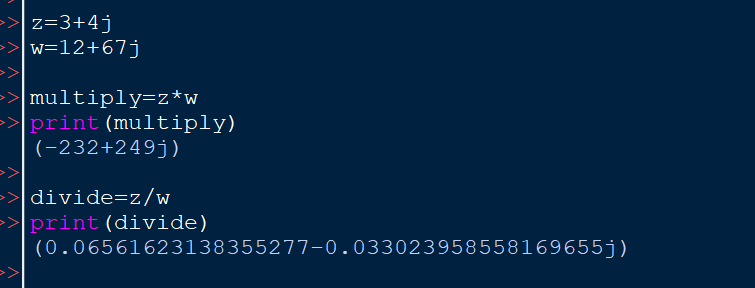 >>
>> z=3+4j
>> w=12+67j
>>
>> multiply=z*w
>> print(multiply)
(-232+249j)
>>
>> divide=z/w
>> print(divide)
(0.06561623138355277-0.033023958558169655j)
>>